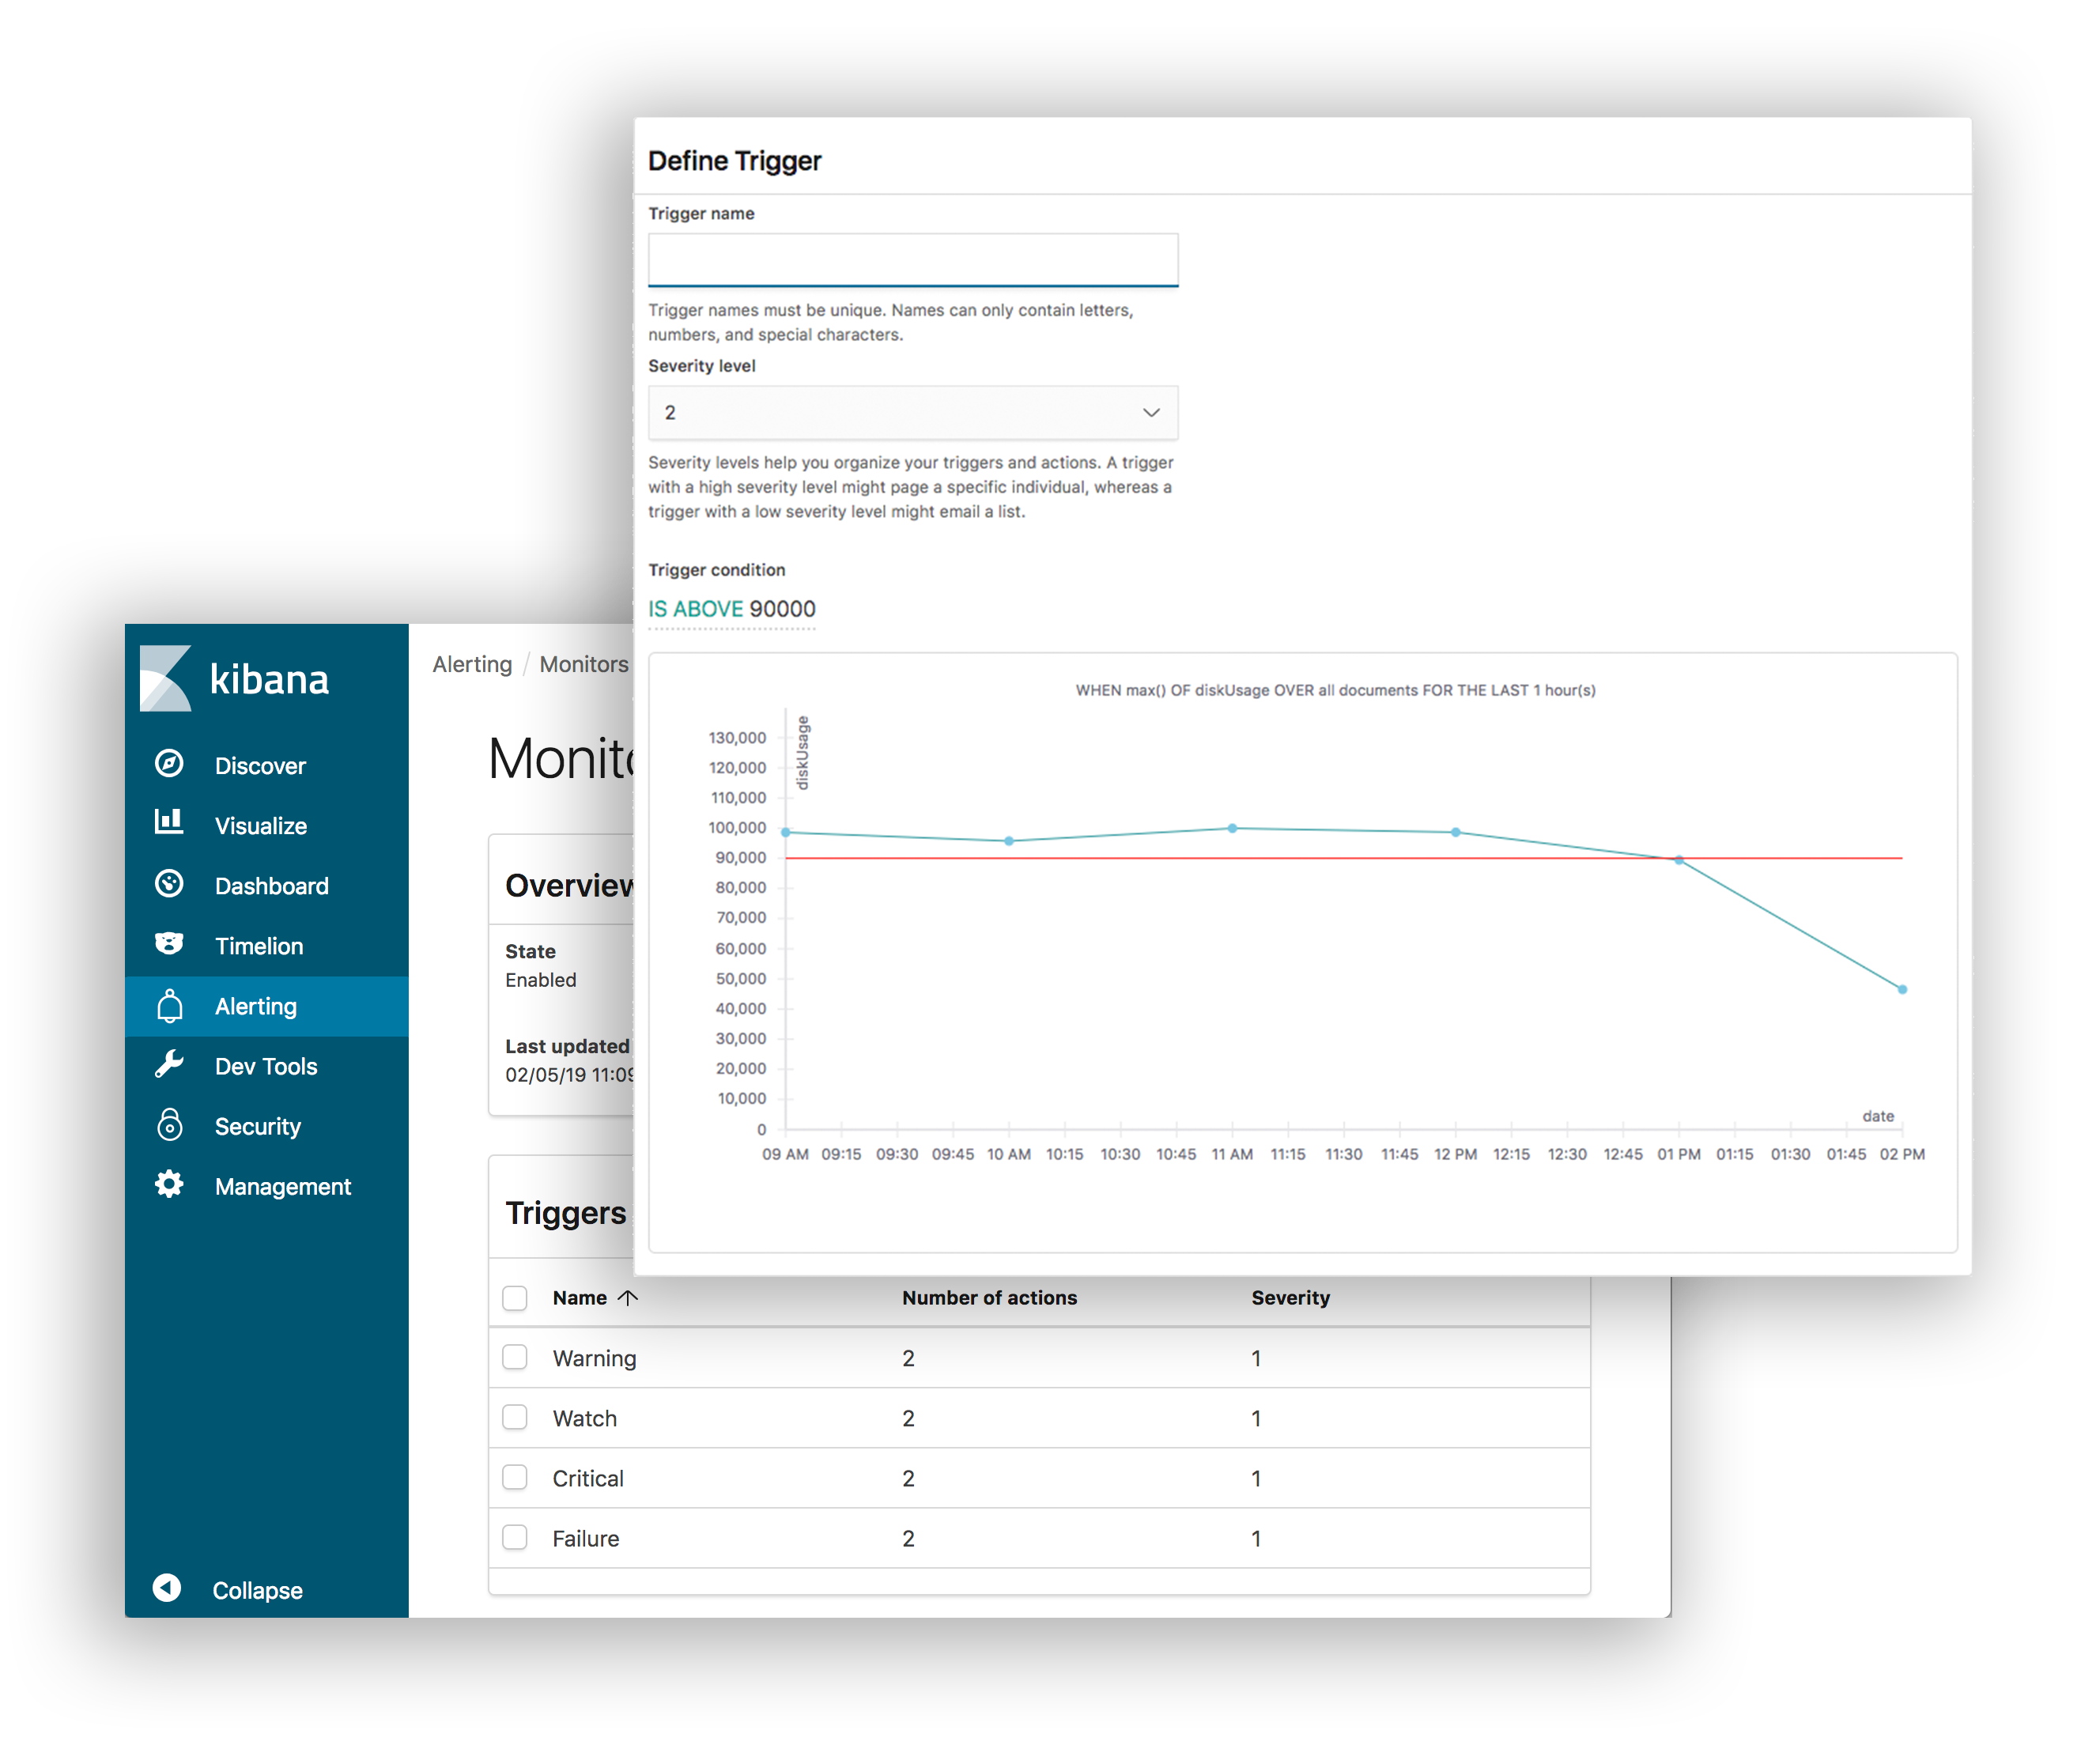 Define Trigger
Trigger name
Trigger names must be unique. Names can only contain letters,
numbers, and special characters.
Severity level
2
Severity levels help you organize your triggers and actions. A trigger
with a high severity level might page a specific individual, whereas a
trigger with a low severity level might email a list.
Trigger condition
IS ABOVE 90000
WHEN max() OF diskUsage OVER all documents FOR THE LAST 1 hour(s)
diskUsage
130,000
120,000
110,000
100,000
90,000
80,000
70,000
60,000
50,000
40,000
30,000
20,000
10,000
0
date
09 AM 09:15 09:30 09:45 10 AM 10:15 10:30 10:45 11 AM 11:15 11:30 11:45 12 PM 12:15 12:30 12:45 01 PM 01:15 01:30 01:45 02 PM
kibana
Discover
Visualize
Dashboard
Timelion
Alerting
Dev Tools
Security
Management
Collapse
Alerting / Monitors
Overview
State
Enabled
Last updated
02/05/19
Triggers
Name Number of actions Severity
Warning 2 1
Watch 2 1
Critical 2 1
Failure 2 1